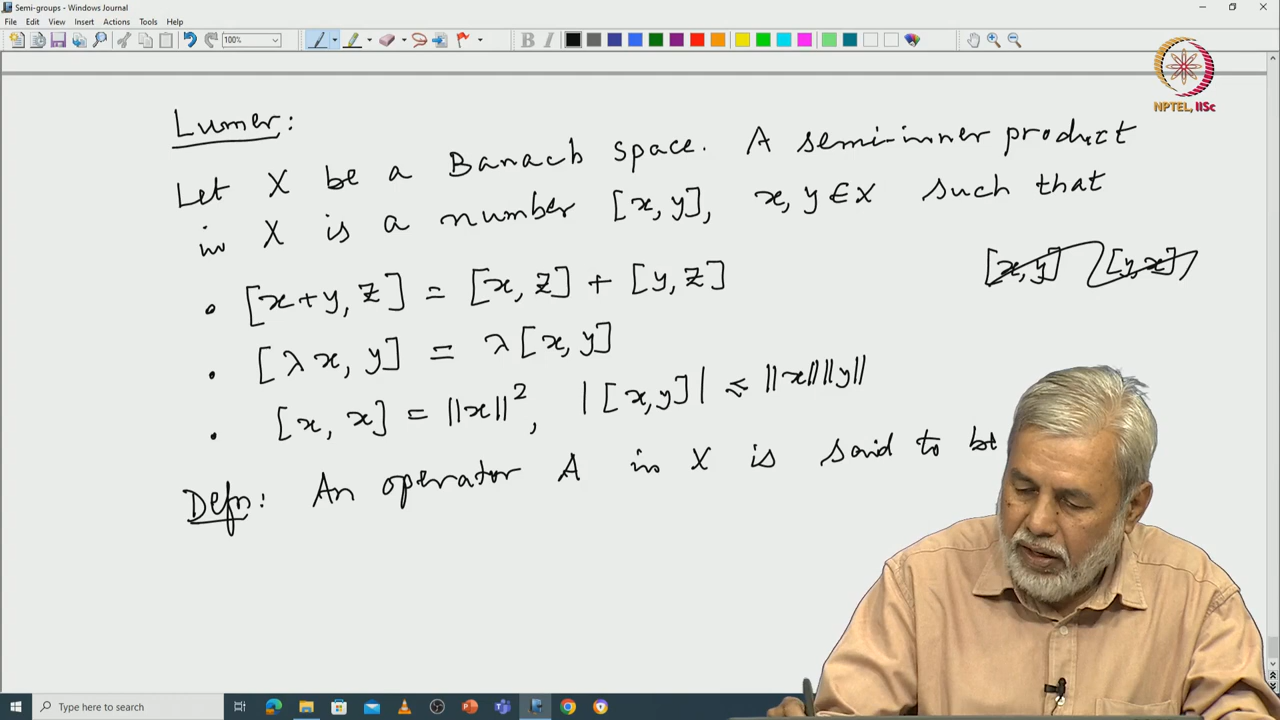 Semi-groups - Windows Journal
File Edit View Insert Actions Tools Help
100%
B I
NPTEL, IISc
Lumer:
Let X be a Banach space. A semi-inner product
in X is a number [x, y], x, y ∈ X such that
[x, y] [y, x]
• [x+y, z] = [x, z] + [y, z]
• [λx, y] = λ[x, y]
• [x, x] = ||x||², |[x,y]| ≤ ||x|| ||y||
Defn: An operator A in X is said to be
Type here to search